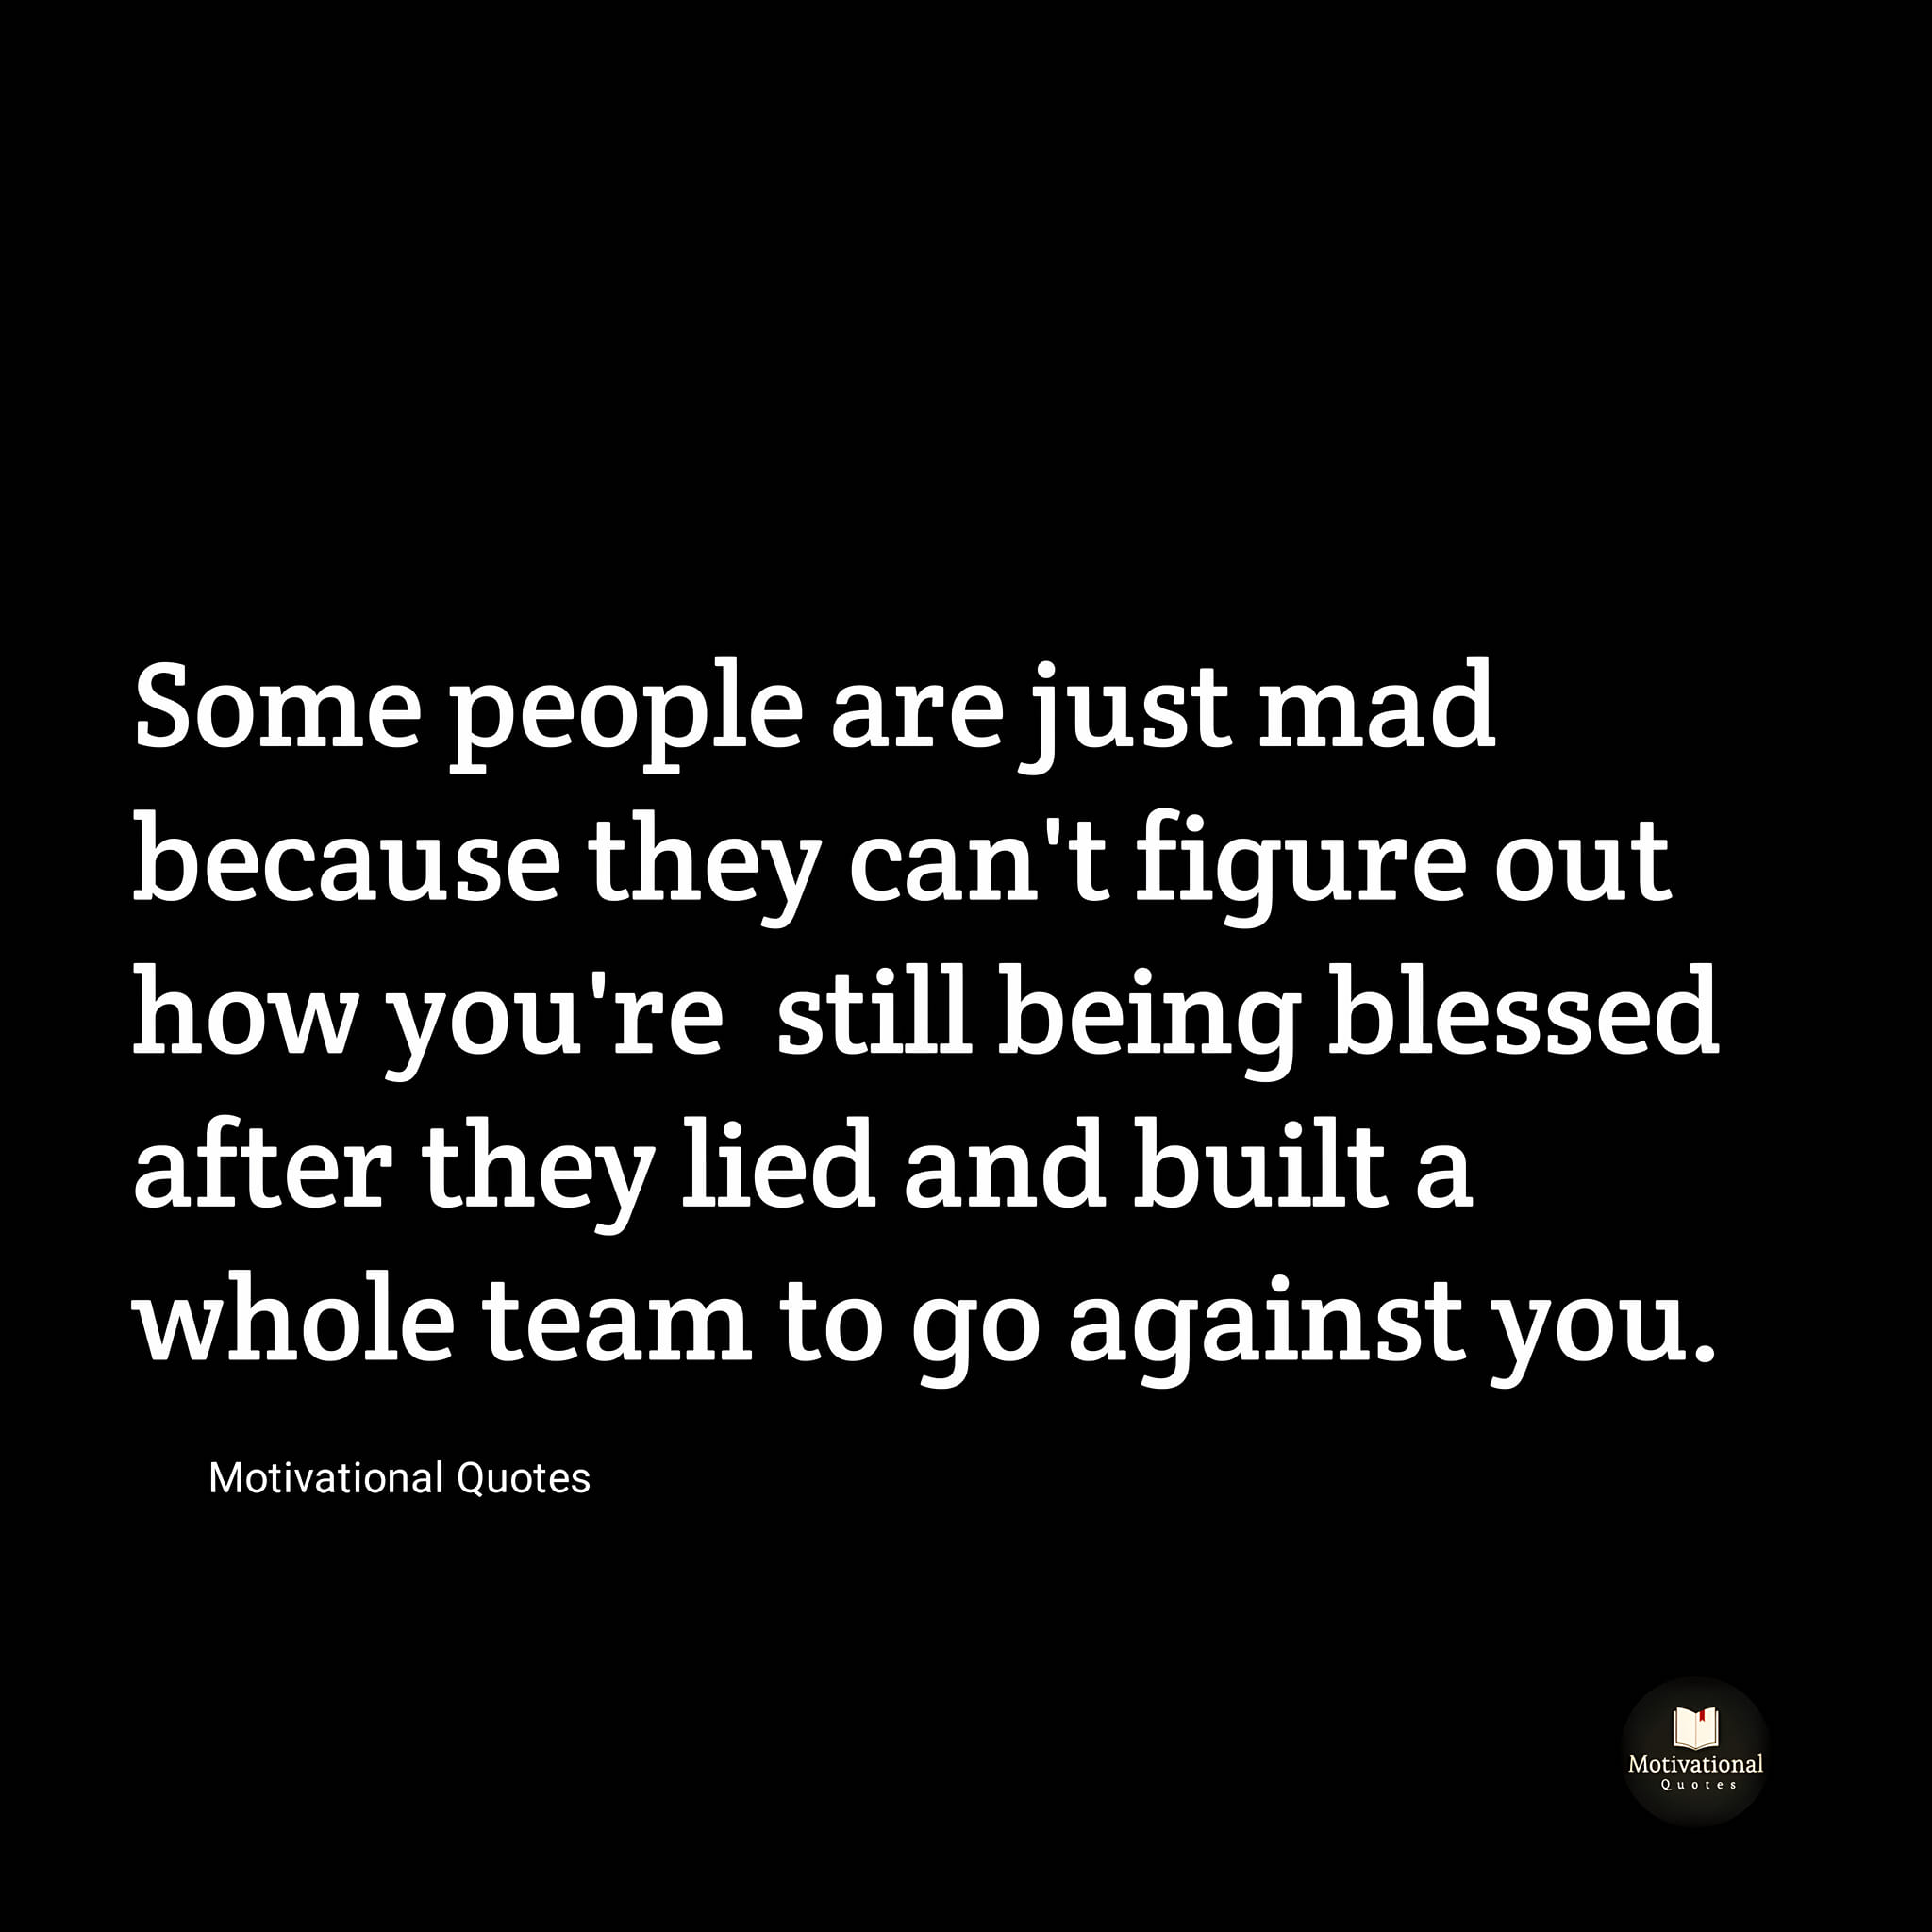 Some people are just mad
because they can't figure out
how you're  still being blessed
after they lied and built a
whole team to go against you.
Motivational Quotes
Motivational
Quotes